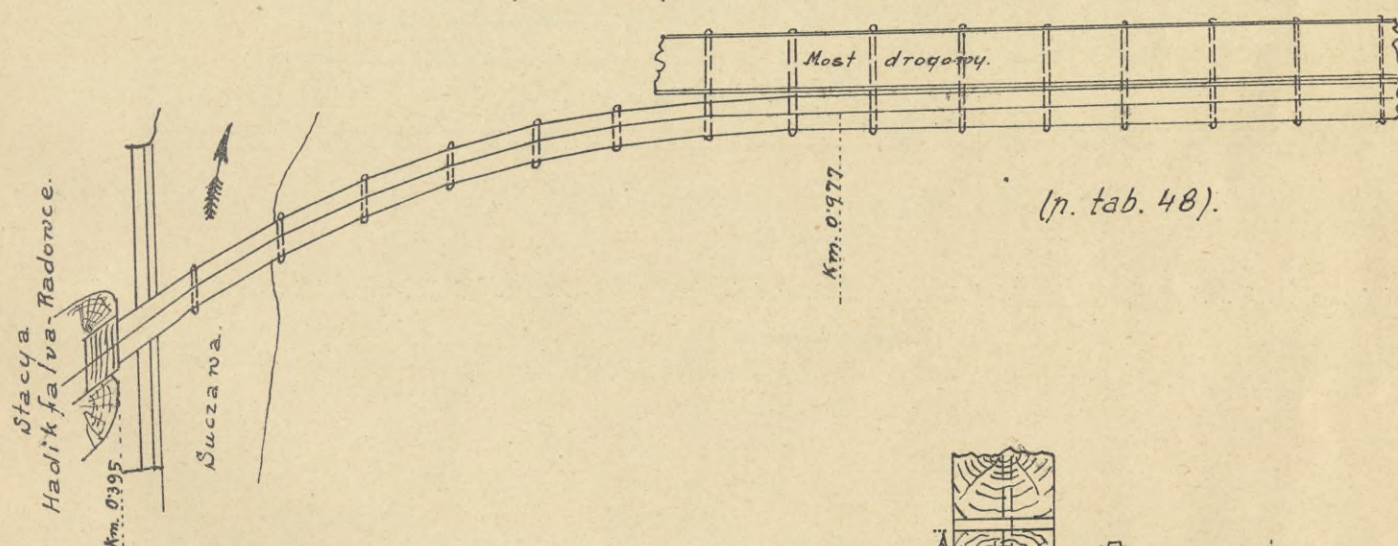 Most drogowy.
(p. tab. 48).
Km. 0·977.
Stacya
Hadikfalva-Radowce.
Suczawa.
Km. 0·395.
A